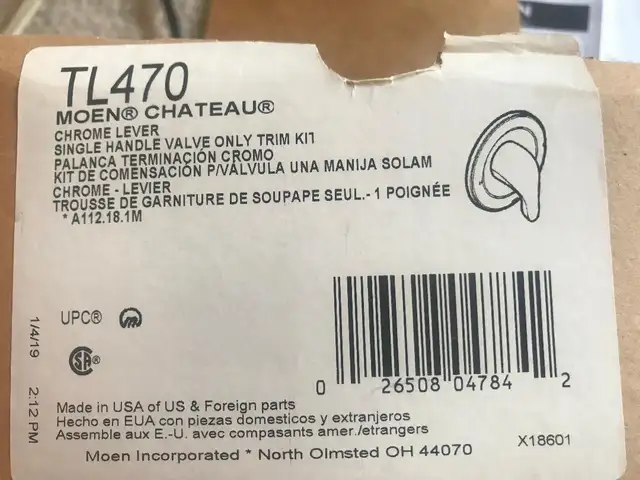 TL470
MOEN® CHATEAU®
CHROME LEVER
SINGLE HANDLE VALVE ONLY TRIM KIT
PALANCA TERMINACIÓN CROMO
KIT DE COMENSACIÓN P/VÁLVULA UNA MANIJA SOLAM
CHROME - LEVIER
TROUSSE DE GARNITURE DE SOUPAPE SEUL.- 1 POIGNÉE
* A112.18.1M
UPC®
SA®
1/4/19 2:12 PM
0 26508 04784 2
Made in USA of US & Foreign parts
Hecho en EUA con piezas domesticos y extranjeros
Assemble aux E.-U. avec compasants amer./etrangers
X18601
Moen Incorporated * North Olmsted OH 44070